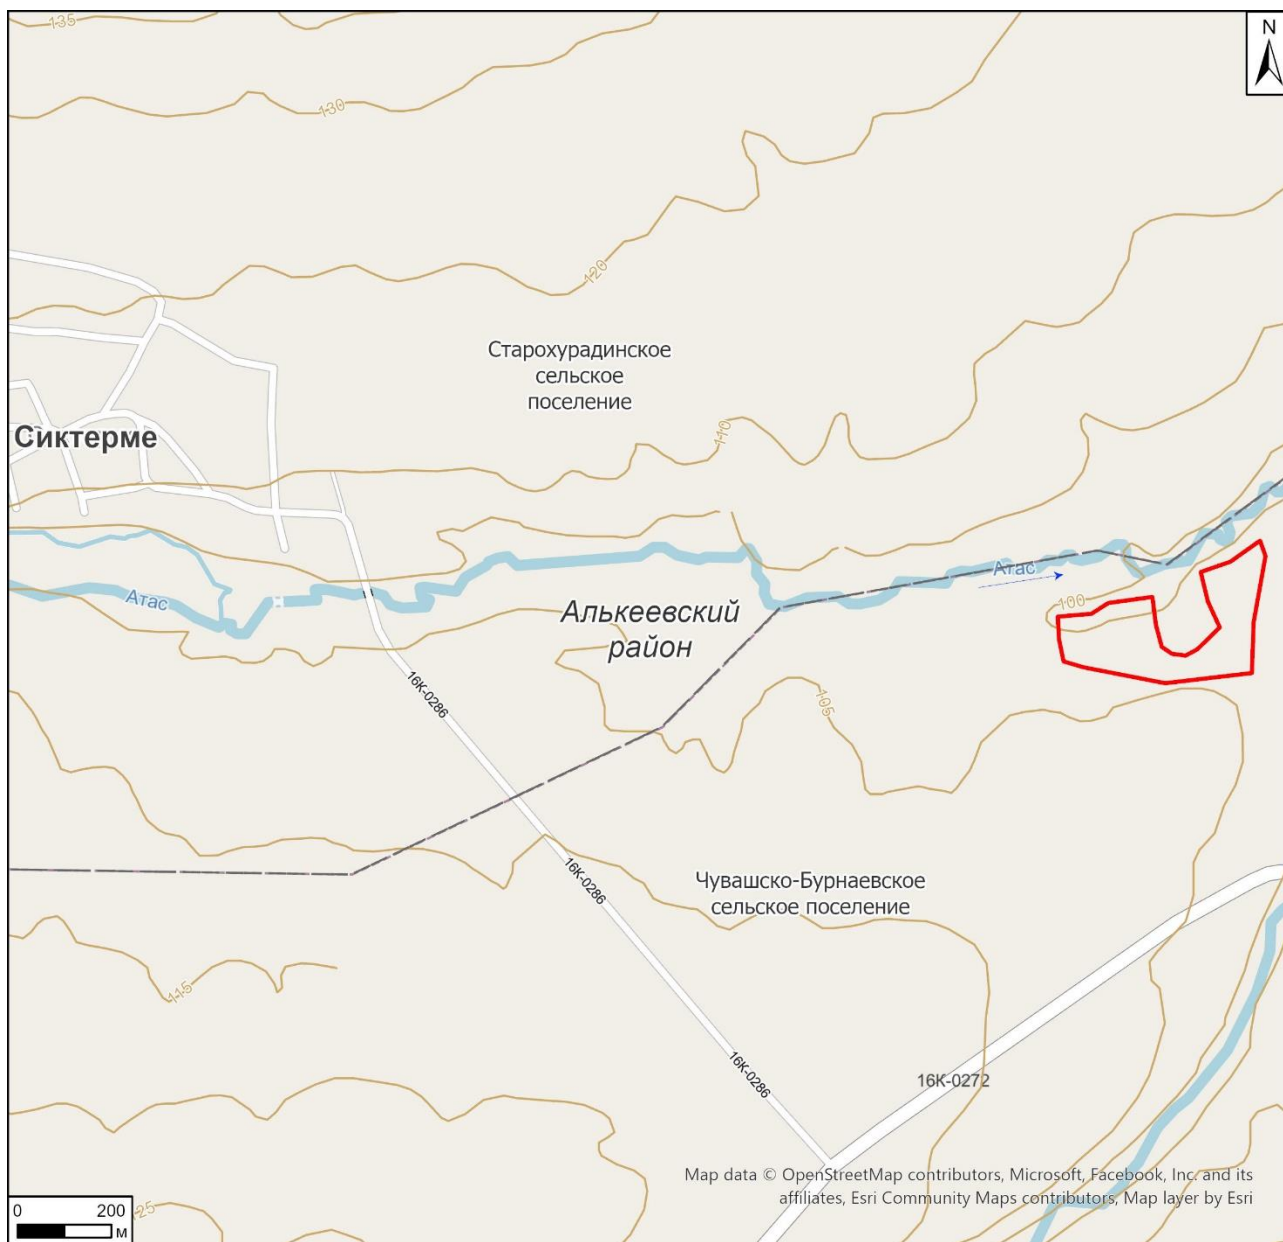 135
N
130
120
Старохурадинское
сельское
поселение
Сиктерме
110
Атас
Атас
100
Алькеевский
район
16К-0286
105
16К-0286
Чувашско-Бурнаевское
сельское поселение
115
16К-0286
16К-0272
Map data © OpenStreetMap contributors, Microsoft, Facebook, Inc. and its
affiliates, Esri Community Maps contributors, Map layer by Esri
0 200
м
125